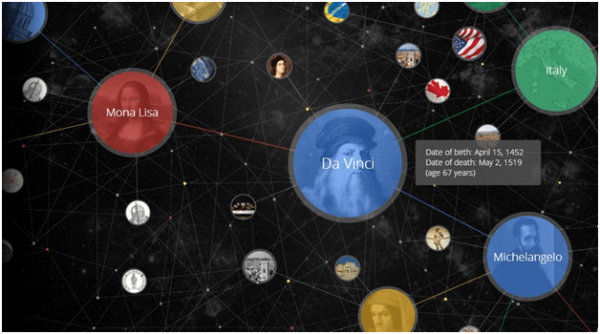 Italy
Mona Lisa
Da Vinci
Date of birth: April 15, 1452
Date of death: May 2, 1519
(age 67 years)
Michelangelo